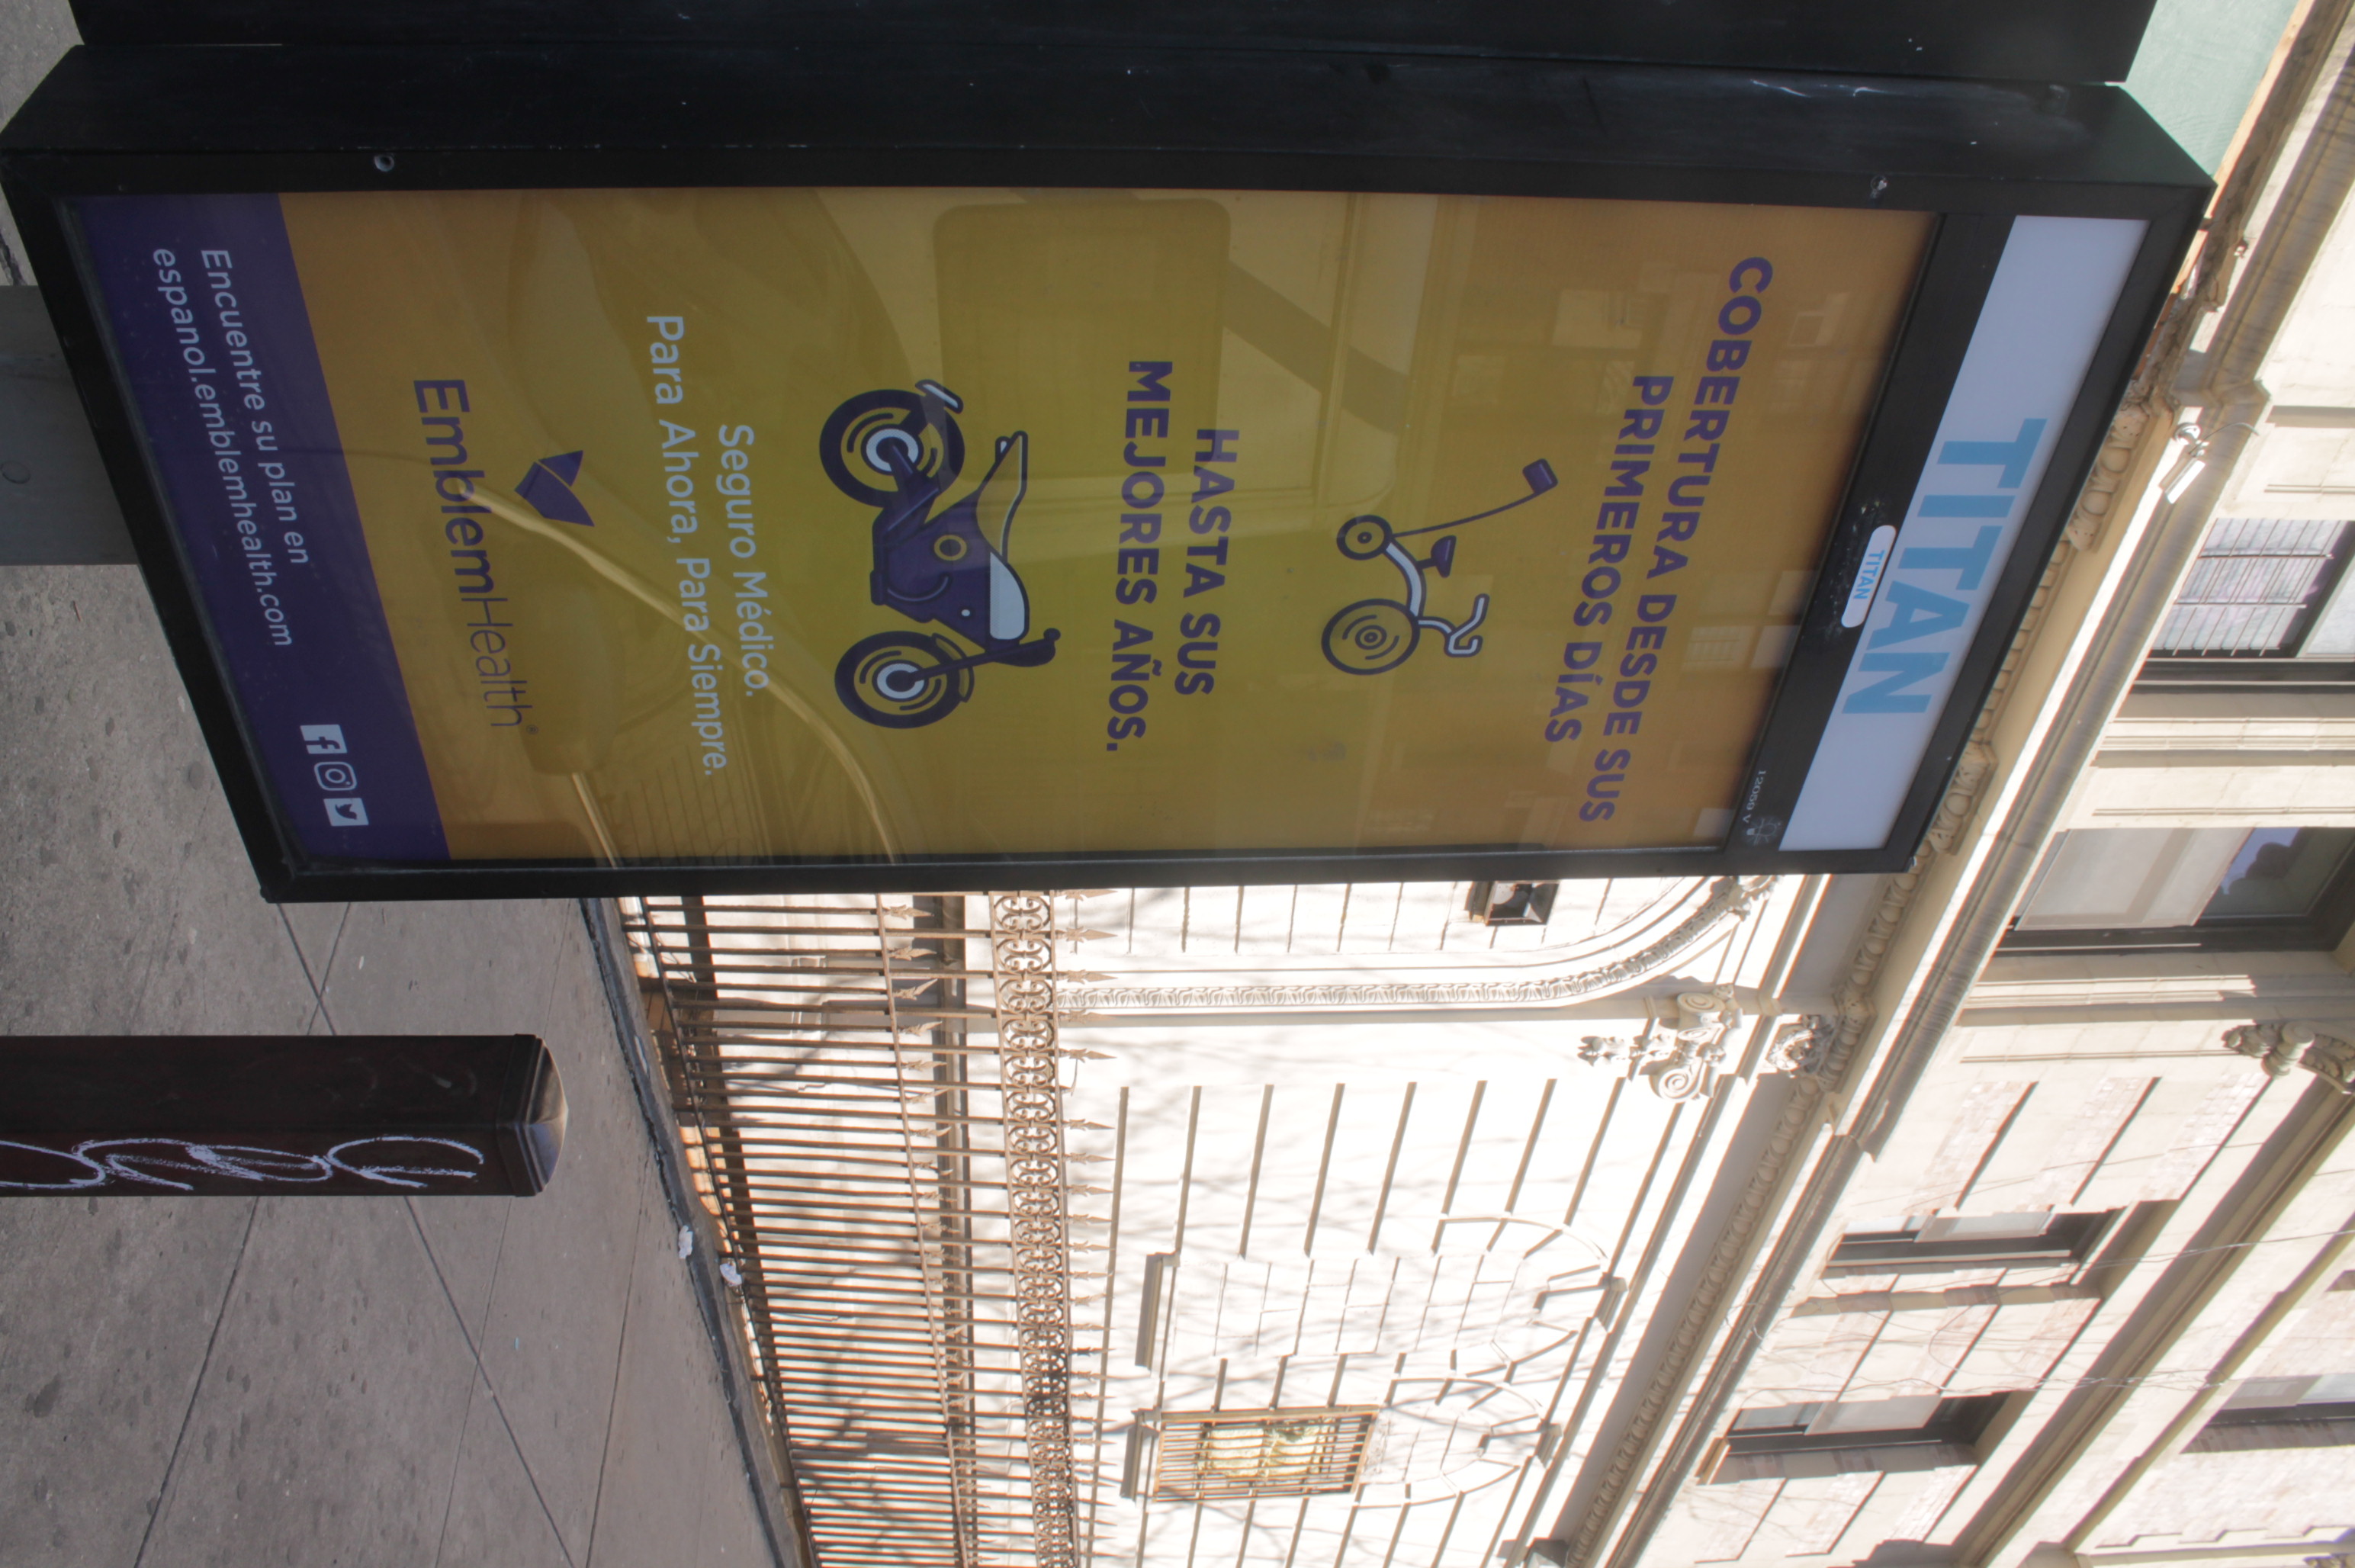 TITAN
TITAN
12059 V
COBERTURA DESDE SUS
PRIMEROS DÍAS
HASTA SUS
MEJORES AÑOS.
Seguro Médico.
Para Ahora, Para Siempre.
EmblemHealth®
Encuentre su plan en
espanol.emblemhealth.com